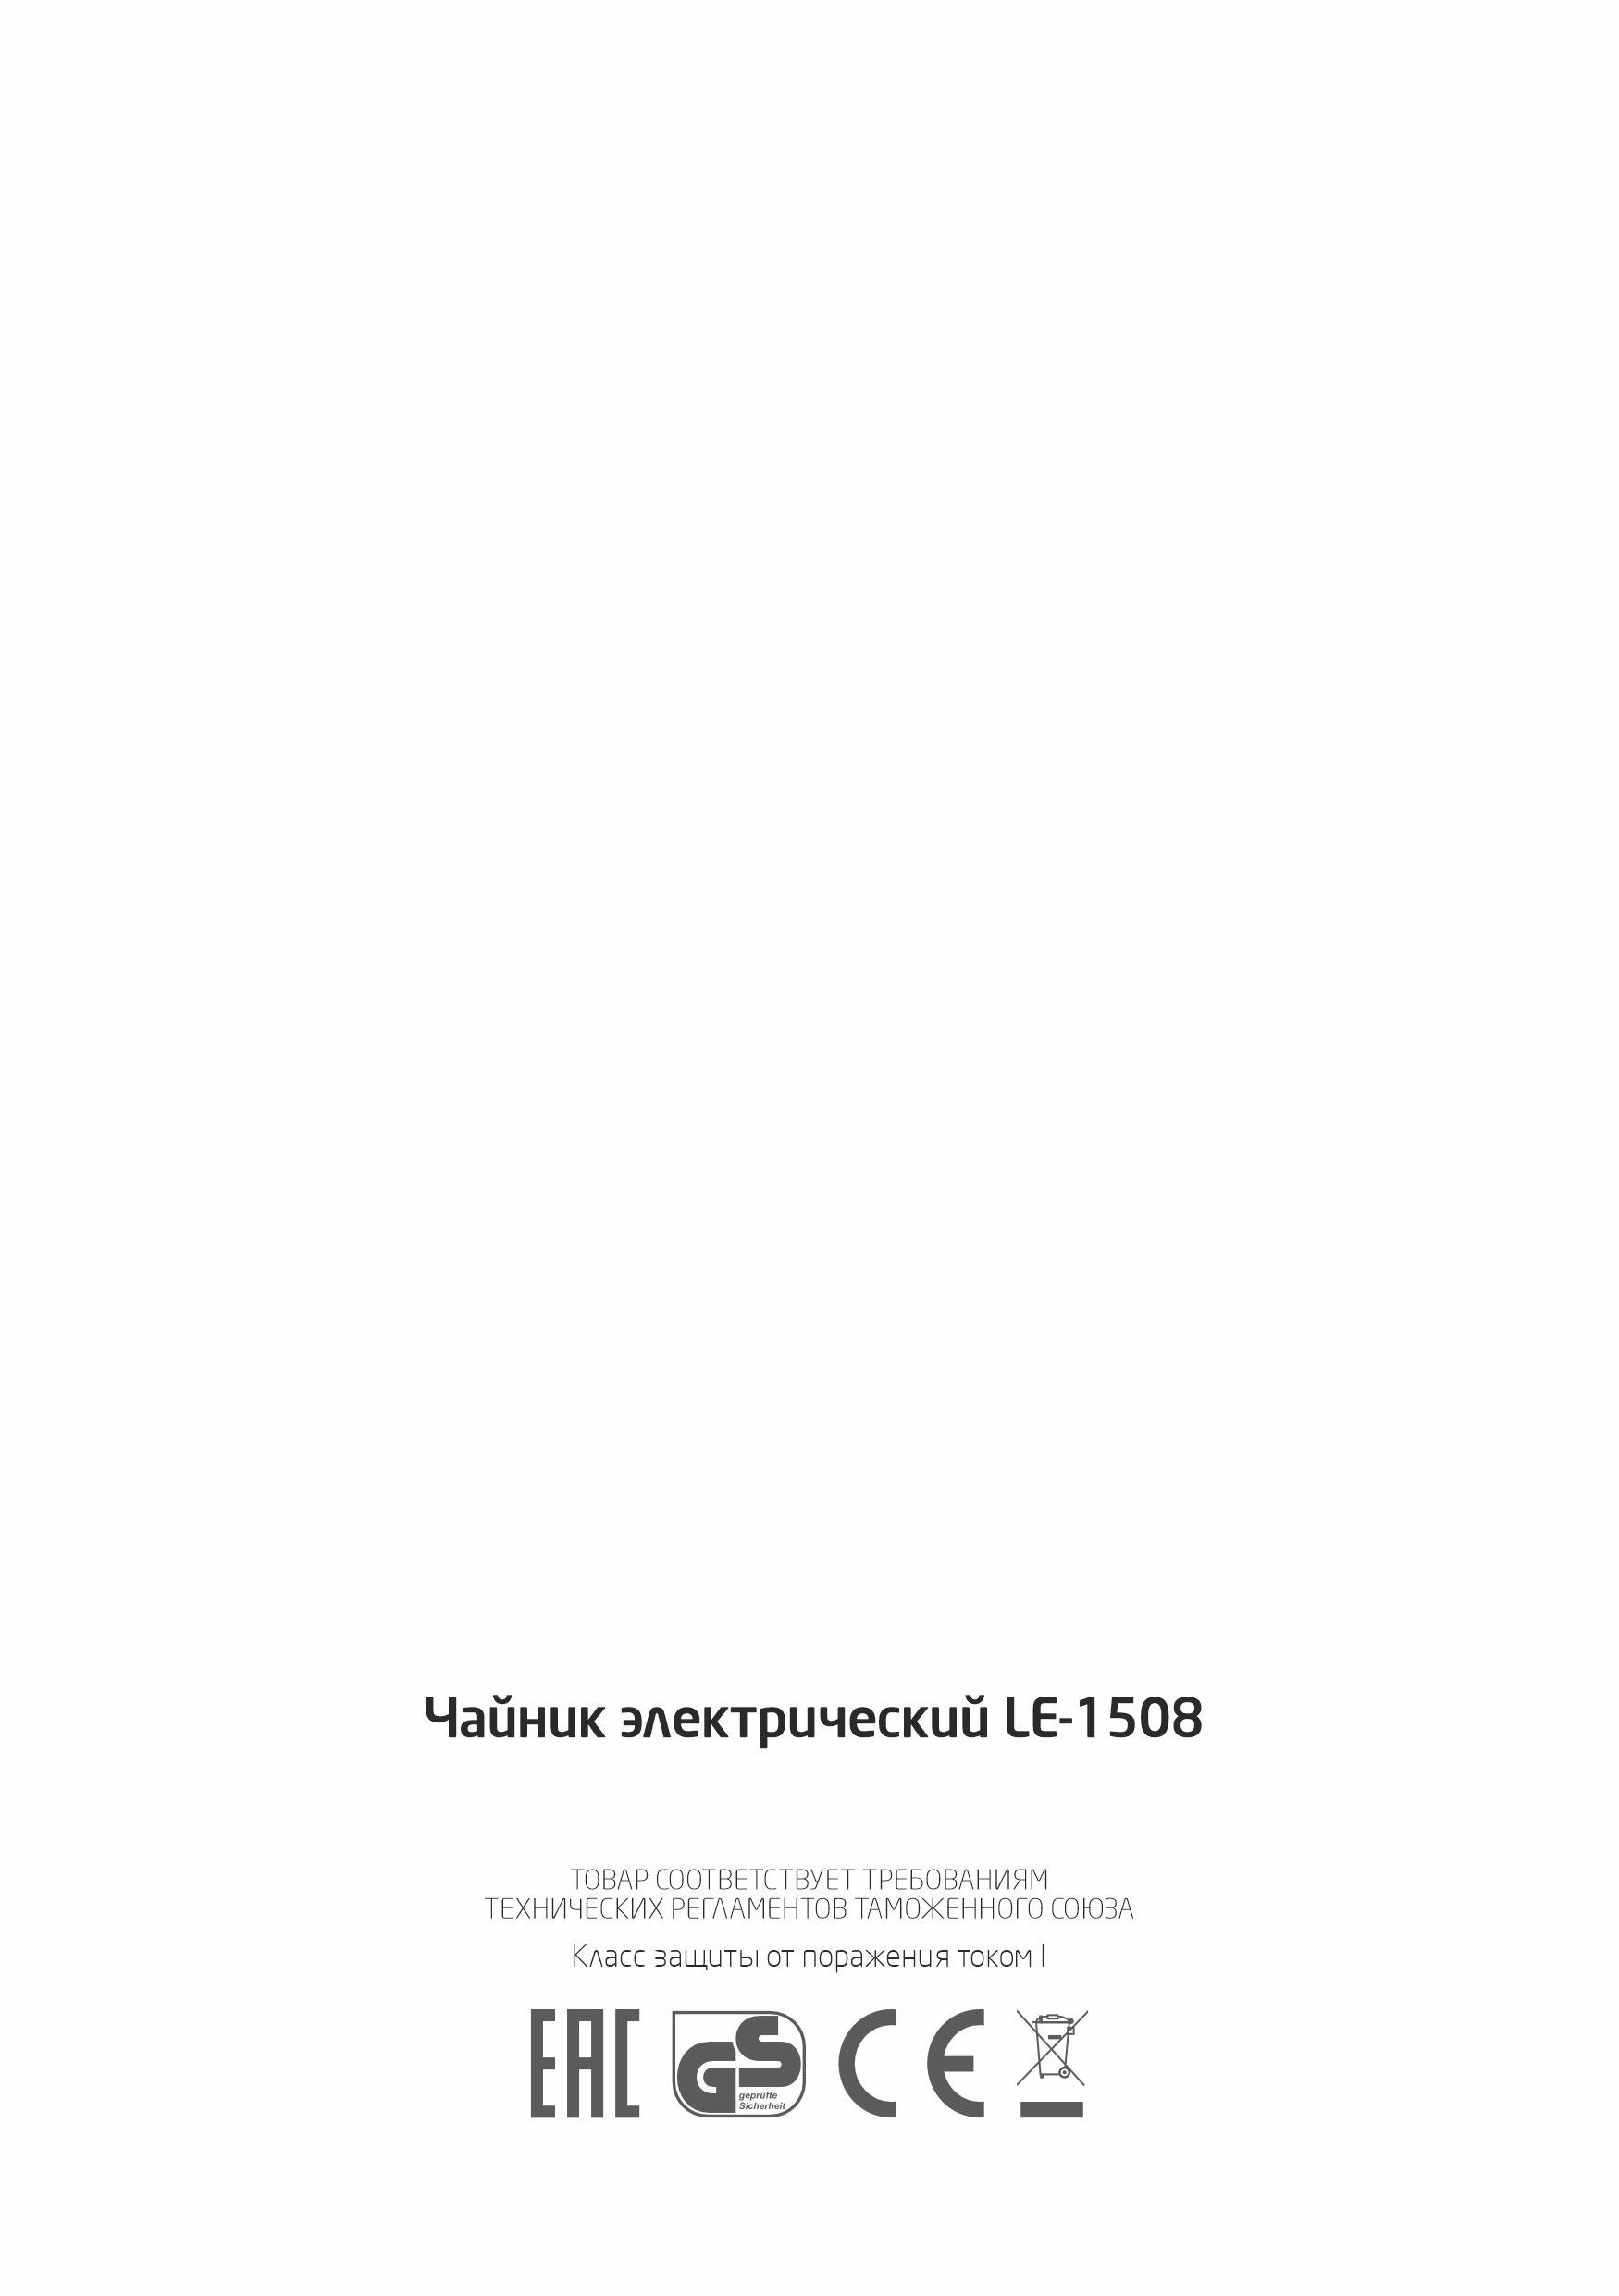 Чайник электрический LE-1508
ТОВАР СООТВЕТСТВУЕТ ТРЕБОВАНИЯМ
ТЕХНИЧЕСКИХ РЕГЛАМЕНТОВ ТАМОЖЕННОГО СОЮЗА
Класс защиты от поражения током I
EAC GS CE
geprüfte
Sicherheit